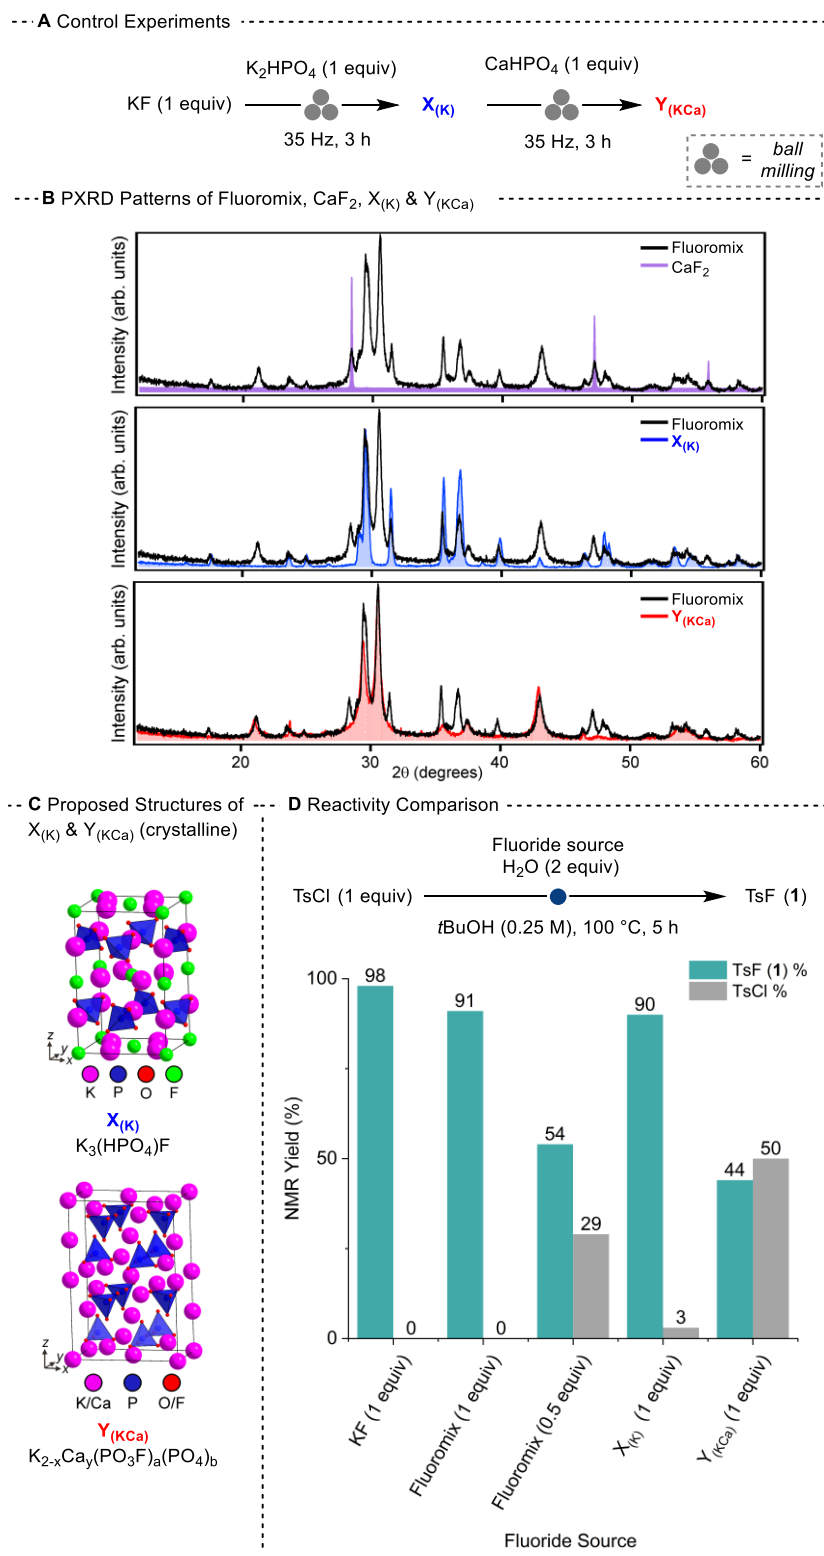 A Control Experiments
K₂HPO₄ (1 equiv)
CaHPO₄ (1 equiv)
KF (1 equiv)
X(K)
Y(KCa)
35 Hz, 3 h
35 Hz, 3 h
= ball milling
B PXRD Patterns of Fluoromix, CaF₂, X(K) & Y(KCa)
Intensity (arb. units)
Fluoromix
CaF₂
Intensity (arb. units)
Fluoromix
X(K)
Intensity (arb. units)
Fluoromix
Y(KCa)
20 30 40 50 60
2θ (degrees)
C Proposed Structures of
X(K) & Y(KCa) (crystalline)
z
y
x
K P O F
X(K)
K₃(HPO₄)F
z
y
x
K/Ca P O/F
Y(KCa)
K₂₋ₓCaᵧ(PO₃F)ₐ(PO₄)b
D Reactivity Comparison
Fluoride source
H₂O (2 equiv)
TsCl (1 equiv)
TsF (1)
tBuOH (0.25 M), 100 °C, 5 h
TsF (1) %
TsCl %
NMR Yield (%)
100
50
0
98
0
91
0
54
29
90
3
44
50
KF (1 equiv)
Fluoromix (1 equiv)
Fluoromix (0.5 equiv)
X(K) (1 equiv)
Y(KCa) (1 equiv)
Fluoride Source